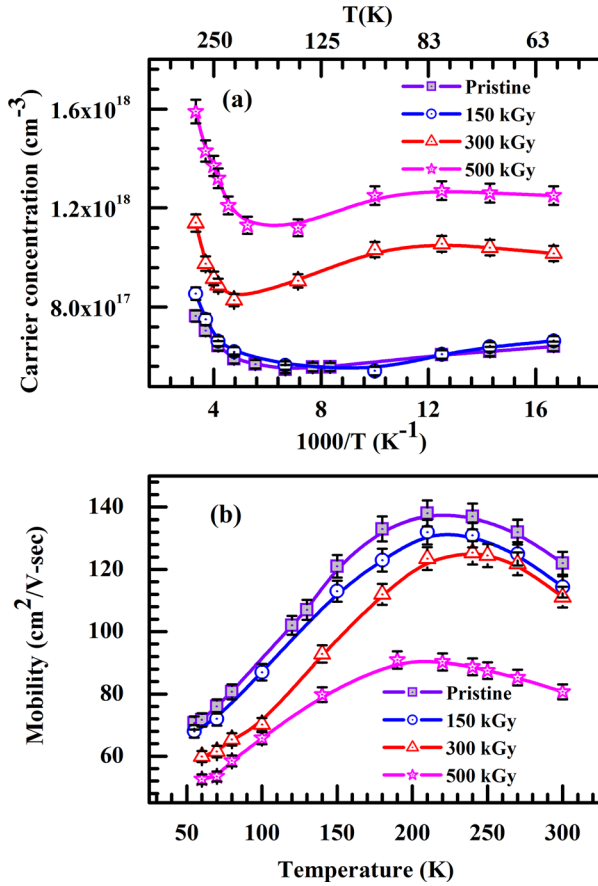 T(K)
250 125 83 63
(a)
Pristine
150 kGy
300 kGy
500 kGy
1.6x10^18
1.2x10^18
8.0x10^17
Carrier concentration (cm^-3)
4 8 12 16
1000/T (K^-1)
(b)
140
120
100
80
60
Mobility (cm^2/V-sec)
Pristine
150 kGy
300 kGy
500 kGy
50 100 150 200 250 300
Temperature (K)